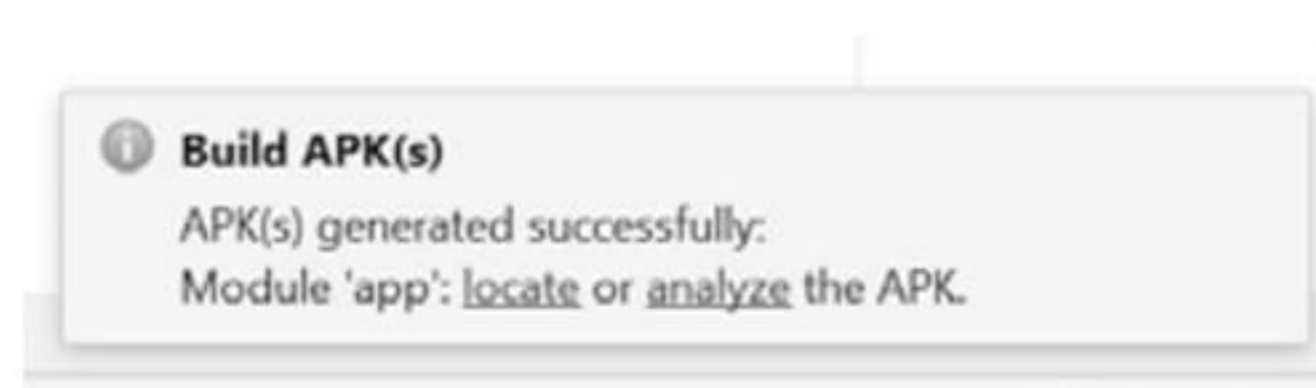 Build APK(s)
APK(s) generated successfully:
Module 'app': locate or analyze the APK.